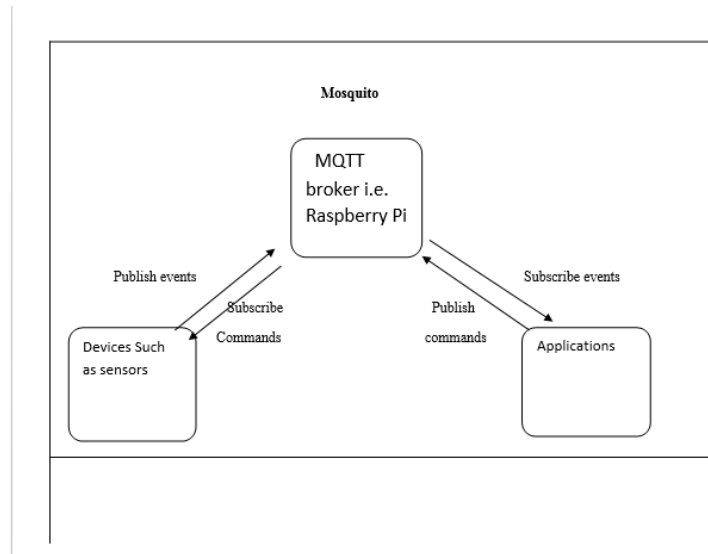 Mosquito
MQTT
broker i.e.
Raspberry Pi
Publish events
Subscribe
Commands
Publish
commands
Subscribe events
Devices Such
as sensors
Applications